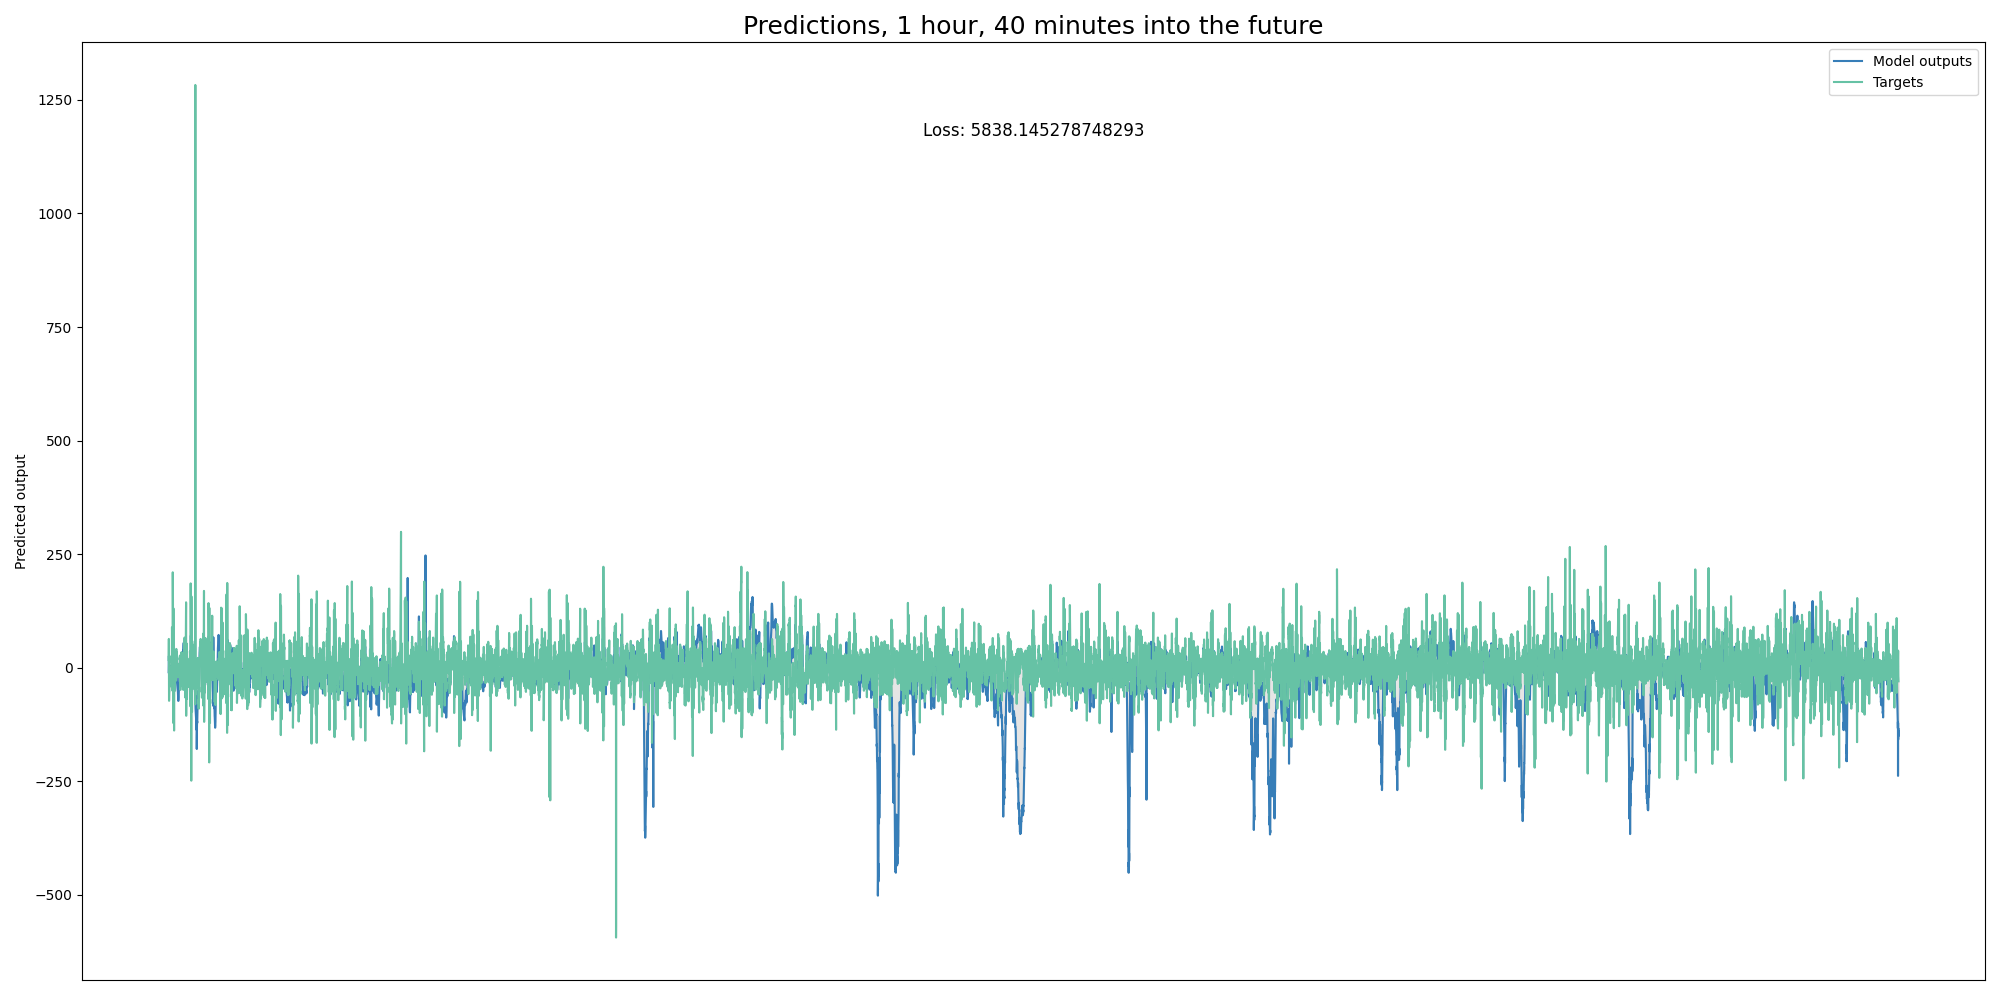 Predictions, 1 hour, 40 minutes into the future
Model outputs
Targets
Loss: 5838.145278748293
Predicted output
1250
1000
750
500
250
0
−250
−500